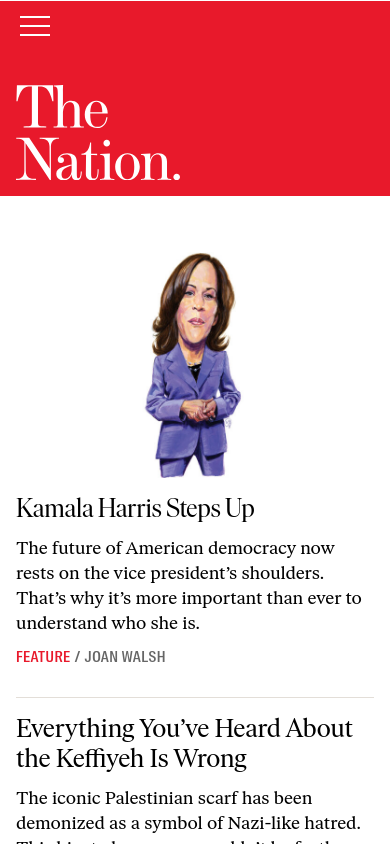 The
Nation.
Kamala Harris Steps Up
The future of American democracy now
rests on the vice president’s shoulders.
That’s why it’s more important than ever to
understand who she is.
FEATURE / JOAN WALSH
Everything You’ve Heard About
the Keffiyeh Is Wrong
The iconic Palestinian scarf has been
demonized as a symbol of Nazi-like hatred.